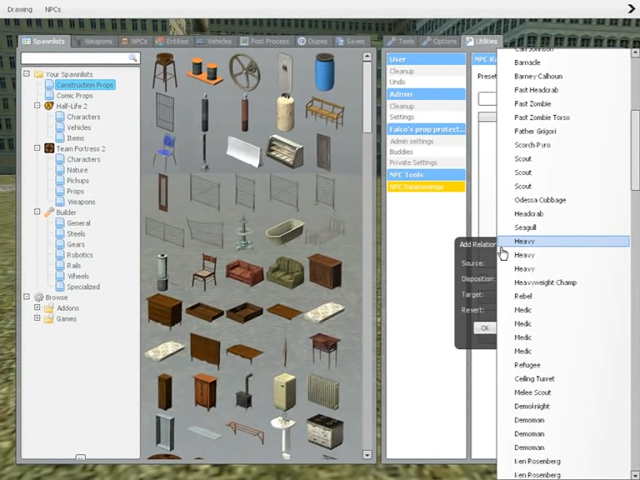 Drawing NPCs
Spawnlists Weapons NPCs Entities Vehicles Post Process Dupes Saves
Your Spawnlists
Construction Props
Comic Props
Half-Life 2
Characters
Vehicles
Items
Team Fortress 2
Characters
Nature
Pickups
Props
Weapons
Builder
General
Steels
Gears
Robotics
Rails
Wheels
Specialized
Browse
Addons
Games
Tools Options Utilities
User
Cleanup
Undo
Admin
Cleanup
Settings
Falco's prop protect...
Admin settings
Buddies
Private Settings
NPC Tools
NPC Relationships
NPC Re
Preset
Add Relation
Source:
Disposition:
Target:
Revert:
OK
Carl Johnson
Barnacle
Barney Calhoun
Fast Headcrab
Fast Zombie
Fast Zombie Torso
Father Grigori
Scorch Pyro
Scout
Scout
Scout
Odessa Cubbage
Headcrab
Seagull
Heavy
Heavy
Heavy
Heavyweight Champ
Rebel
Medic
Medic
Medic
Medic
Refugee
Ceiling Turret
Melee Scout
Demoknight
Demoman
Demoman
Demoman
Ken Rosenberg
Ken Rosenberg